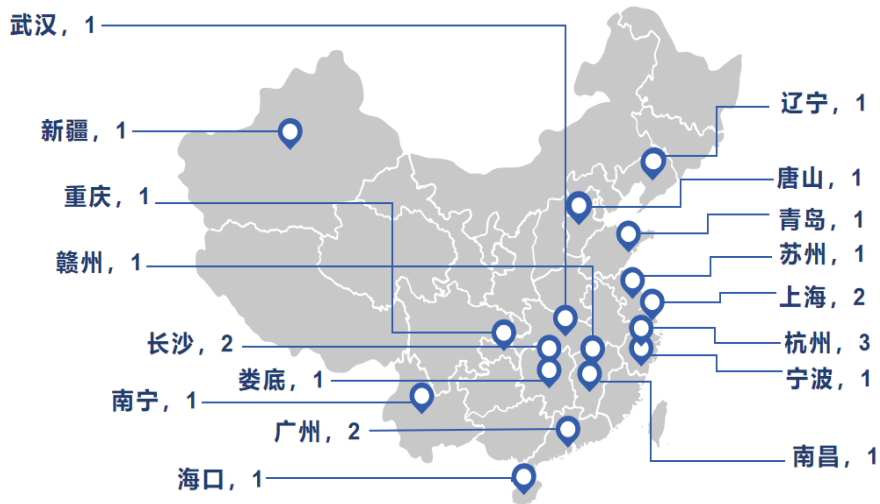 武汉，1
新疆，1
重庆，1
赣州，1
长沙，2
娄底，1
南宁，1
广州，2
海口，1
辽宁，1
唐山，1
青岛，1
苏州，1
上海，2
杭州，3
宁波，1
南昌，1